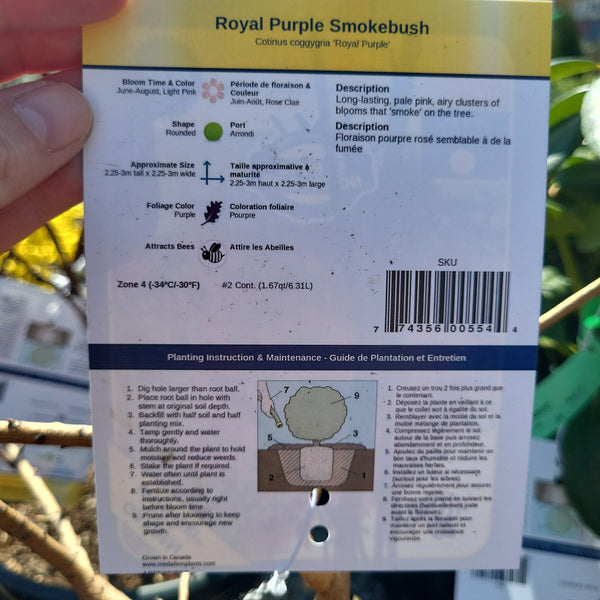 Royal Purple Smokebush
Cotinus coggygria 'Royal Purple'
Bloom Time & Color
June-August, Light Pink
Période de floraison &
Couleur
Juin-Août, Rose Clair
Shape
Rounded
Port
Arrondi
Approximate Size
2.25-3m tall x 2.25-3m wide
Taille approximative à
maturité
2.25-3m haut x 2.25-3m large
Foliage Color
Purple
Coloration foliaire
Pourpre
Attracts Bees
Attire les Abeilles
Zone 4 (-34°C/-30°F)
#2 Cont. (1.67qt/6.31L)
Description
Long-lasting, pale pink, airy clusters of
blooms that 'smoke' on the tree.
Description
Floraison pourpre rosé semblable à de la
fumée
SKU
7 74356 00554 4
Planting Instruction & Maintenance - Guide de Plantation et Entretien
1. Dig hole larger than root ball.
2. Place root ball in hole with
stem at original soil depth.
3. Backfill with half soil and half
planting mix.
4. Tamp gently and water
thoroughly.
5. Mulch around the plant to hold
moisture and reduce weeds.
6. Stake the plant if required.
7. Water often until plant is
established.
8. Fertilize according to
instructions, usually right
before bloom time.
9. Prune after blooming to keep
shape and encourage new
growth.
Grown in Canada
www.medallionplants.com
7
9
5
3
2
1
1. Creusez un trou 2 fois plus grand que
le contenant.
2. Déposez la plante en veillant à ce
que le collet soit à égalité du sol.
3. Remblayer avec la moitié du sol et la
moitié mélange de plantation.
4. Compressez légèrement le sol
autour de la base puis arrosez
abondamment et en profondeur.
5. Ajoutez du paillis pour maintenir un
bon taux d'humidité et réduire les
mauvaises herbes.
6. Installez un tuteur si nécessaire
(surtout pour les arbres).
7. Arrosez régulièrement pour assurer
une bonne reprise.
8. Fertilisez votre plante en suivant les
directives (habituellement juste
avant la floraison).
9. Taillez après la floraison pour
maintenir un port naturel et
encourager une croissance
vigoureuse.